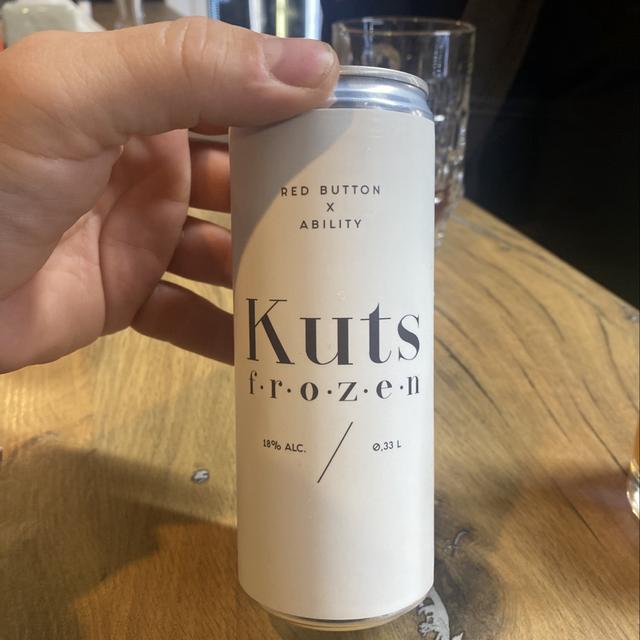 RED BUTTON
X
ABILITY
Kuts
f·r·o·z·e·n
18% ALC.
0,33 L